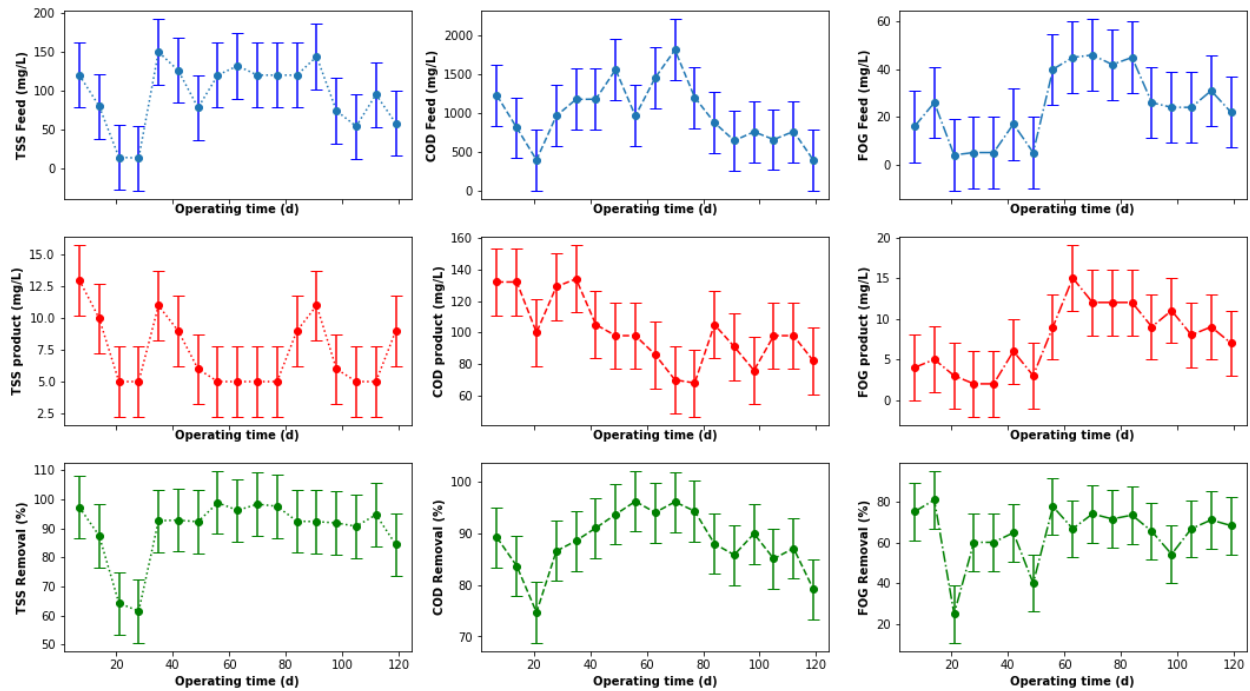 TSS Feed (mg/L)
200
150
100
50
0
Operating time (d)
COD Feed (mg/L)
2000
1500
1000
500
0
Operating time (d)
FOG Feed (mg/L)
60
40
20
0
Operating time (d)
TSS product (mg/L)
15.0
12.5
10.0
7.5
5.0
2.5
Operating time (d)
COD product (mg/L)
160
140
120
100
80
60
Operating time (d)
FOG product (mg/L)
20
15
10
5
0
Operating time (d)
TSS Removal (%)
110
100
90
80
70
60
50
20 40 60 80 100 120
Operating time (d)
COD Removal (%)
100
90
80
70
20 40 60 80 100 120
Operating time (d)
FOG Removal (%)
80
60
40
20
20 40 60 80 100 120
Operating time (d)